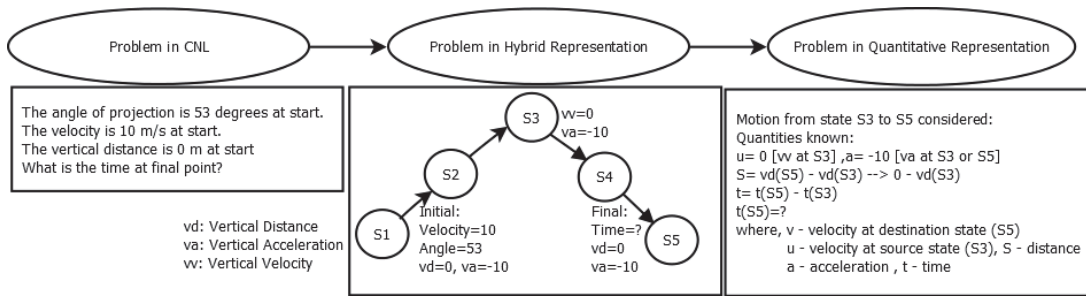 Problem in CNL
Problem in Hybrid Representation
Problem in Quantitative Representation
The angle of projection is 53 degrees at start.
The velocity is 10 m/s at start.
The vertical distance is 0 m at start
What is the time at final point?
vd: Vertical Distance
va: Vertical Acceleration
vv: Vertical Velocity
S3
vv=0
va=-10
S2
S4
S1
Initial:
Velocity=10
Angle=53
vd=0, va=-10
Final:
Time=?
vd=0
va=-10
S5
Motion from state S3 to S5 considered:
Quantities known:
u= 0 [vv at S3] ,a= -10 [va at S3 or S5]
S= vd(S5) - vd(S3) --> 0 - vd(S3)
t= t(S5) - t(S3)
t(S5)=?
where, v - velocity at destination state (S5)
u - velocity at source state (S3), S - distance
a - acceleration , t - time